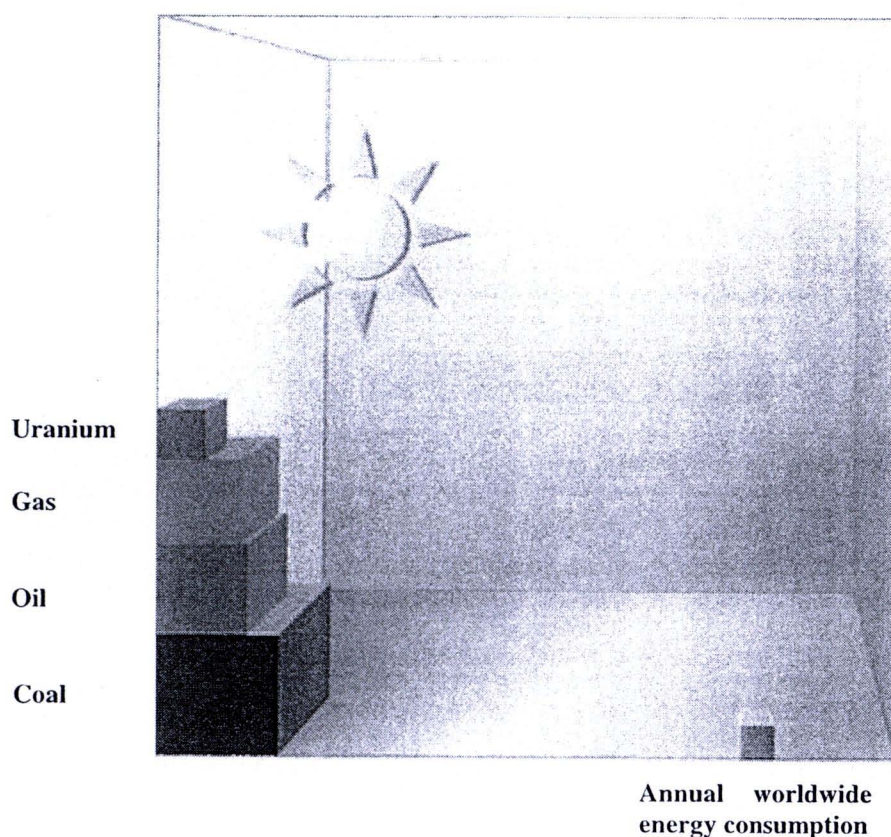 Uranium
Gas
Oil
Coal
Annual worldwide
energy consumption